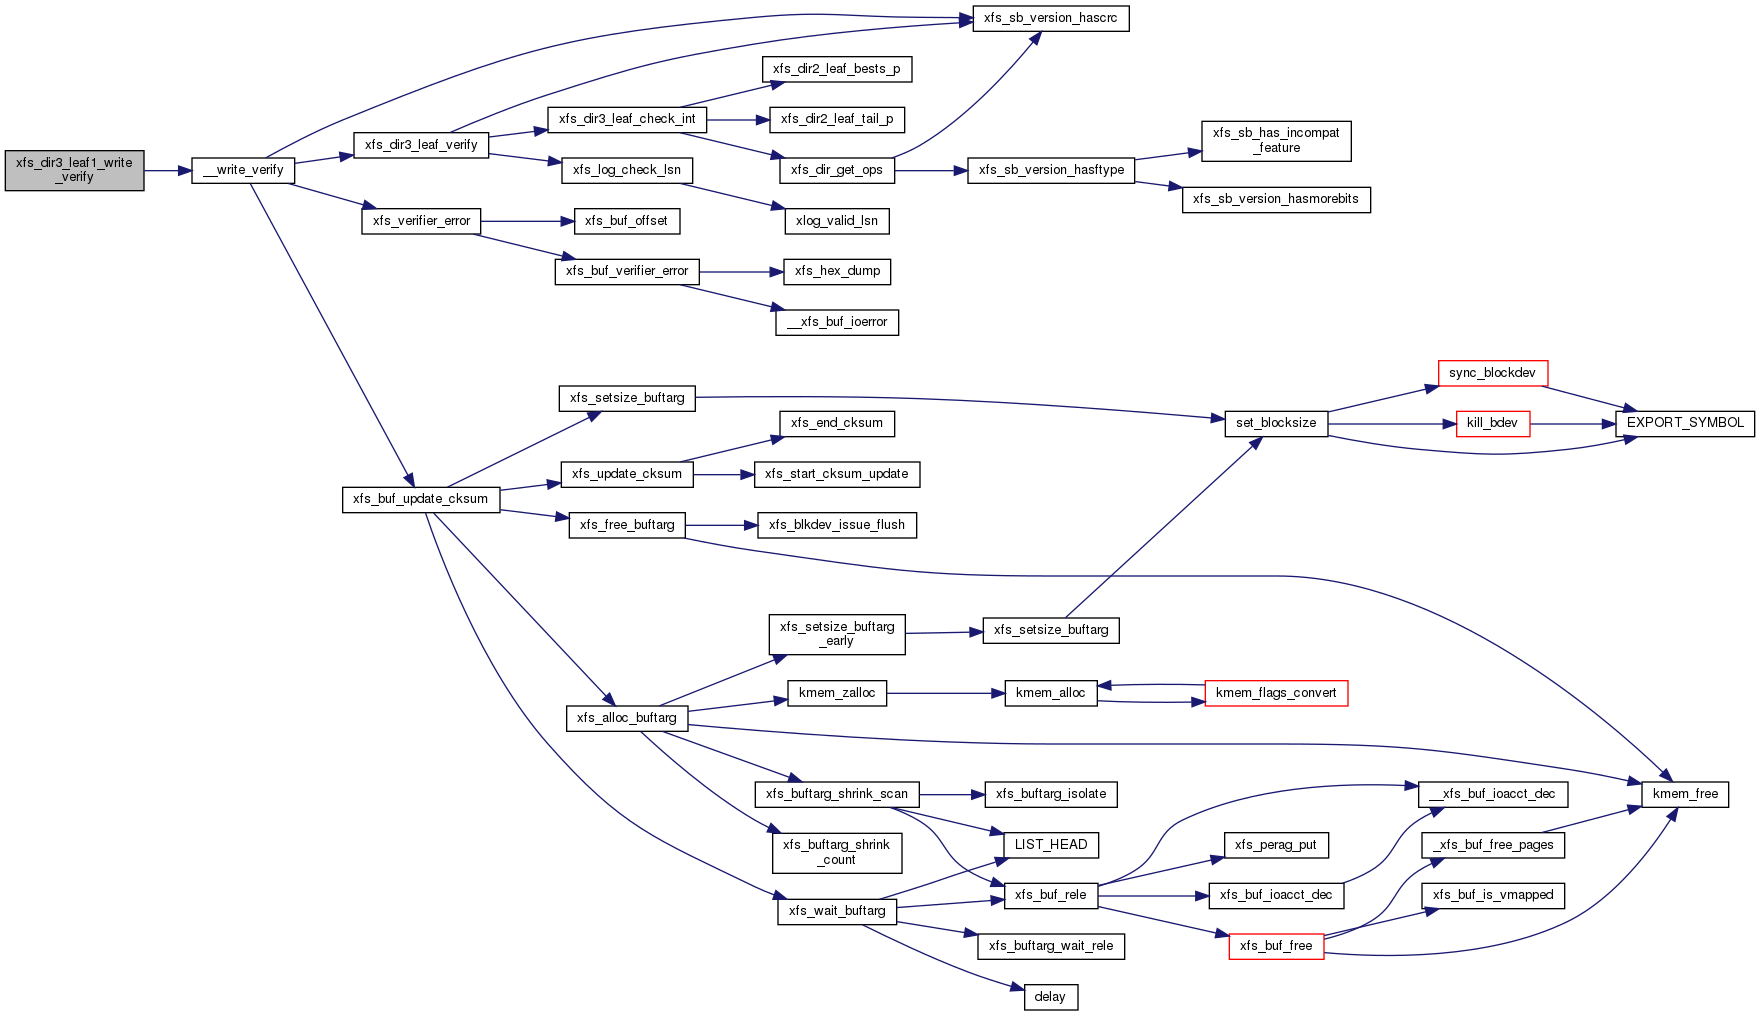 xfs_sb_version_hascrc
xfs_dir2_leaf_bests_p
xfs_dir3_leaf_check_int
xfs_dir2_leaf_tail_p
xfs_sb_has_incompat
_feature
xfs_dir3_leaf_verify
xfs_dir3_leaf1_write
_verify
__write_verify
xfs_log_check_lsn
xfs_dir_get_ops
xfs_sb_version_hasftype
xfs_sb_version_hasmorebits
xfs_verifier_error
xfs_buf_offset
xlog_valid_lsn
xfs_buf_verifier_error
xfs_hex_dump
__xfs_buf_ioerror
sync_blockdev
xfs_setsize_buftarg
xfs_end_cksum
set_blocksize
kill_bdev
EXPORT_SYMBOL
xfs_update_cksum
xfs_start_cksum_update
xfs_buf_update_cksum
xfs_free_buftarg
xfs_blkdev_issue_flush
xfs_setsize_buftarg
_early
xfs_setsize_buftarg
kmem_zalloc
kmem_alloc
kmem_flags_convert
xfs_alloc_buftarg
xfs_buftarg_shrink_scan
xfs_buftarg_isolate
__xfs_buf_ioacct_dec
kmem_free
xfs_buftarg_shrink
_count
LIST_HEAD
xfs_perag_put
_xfs_buf_free_pages
xfs_wait_buftarg
xfs_buf_rele
xfs_buf_ioacct_dec
xfs_buf_is_vmapped
xfs_buftarg_wait_rele
xfs_buf_free
delay